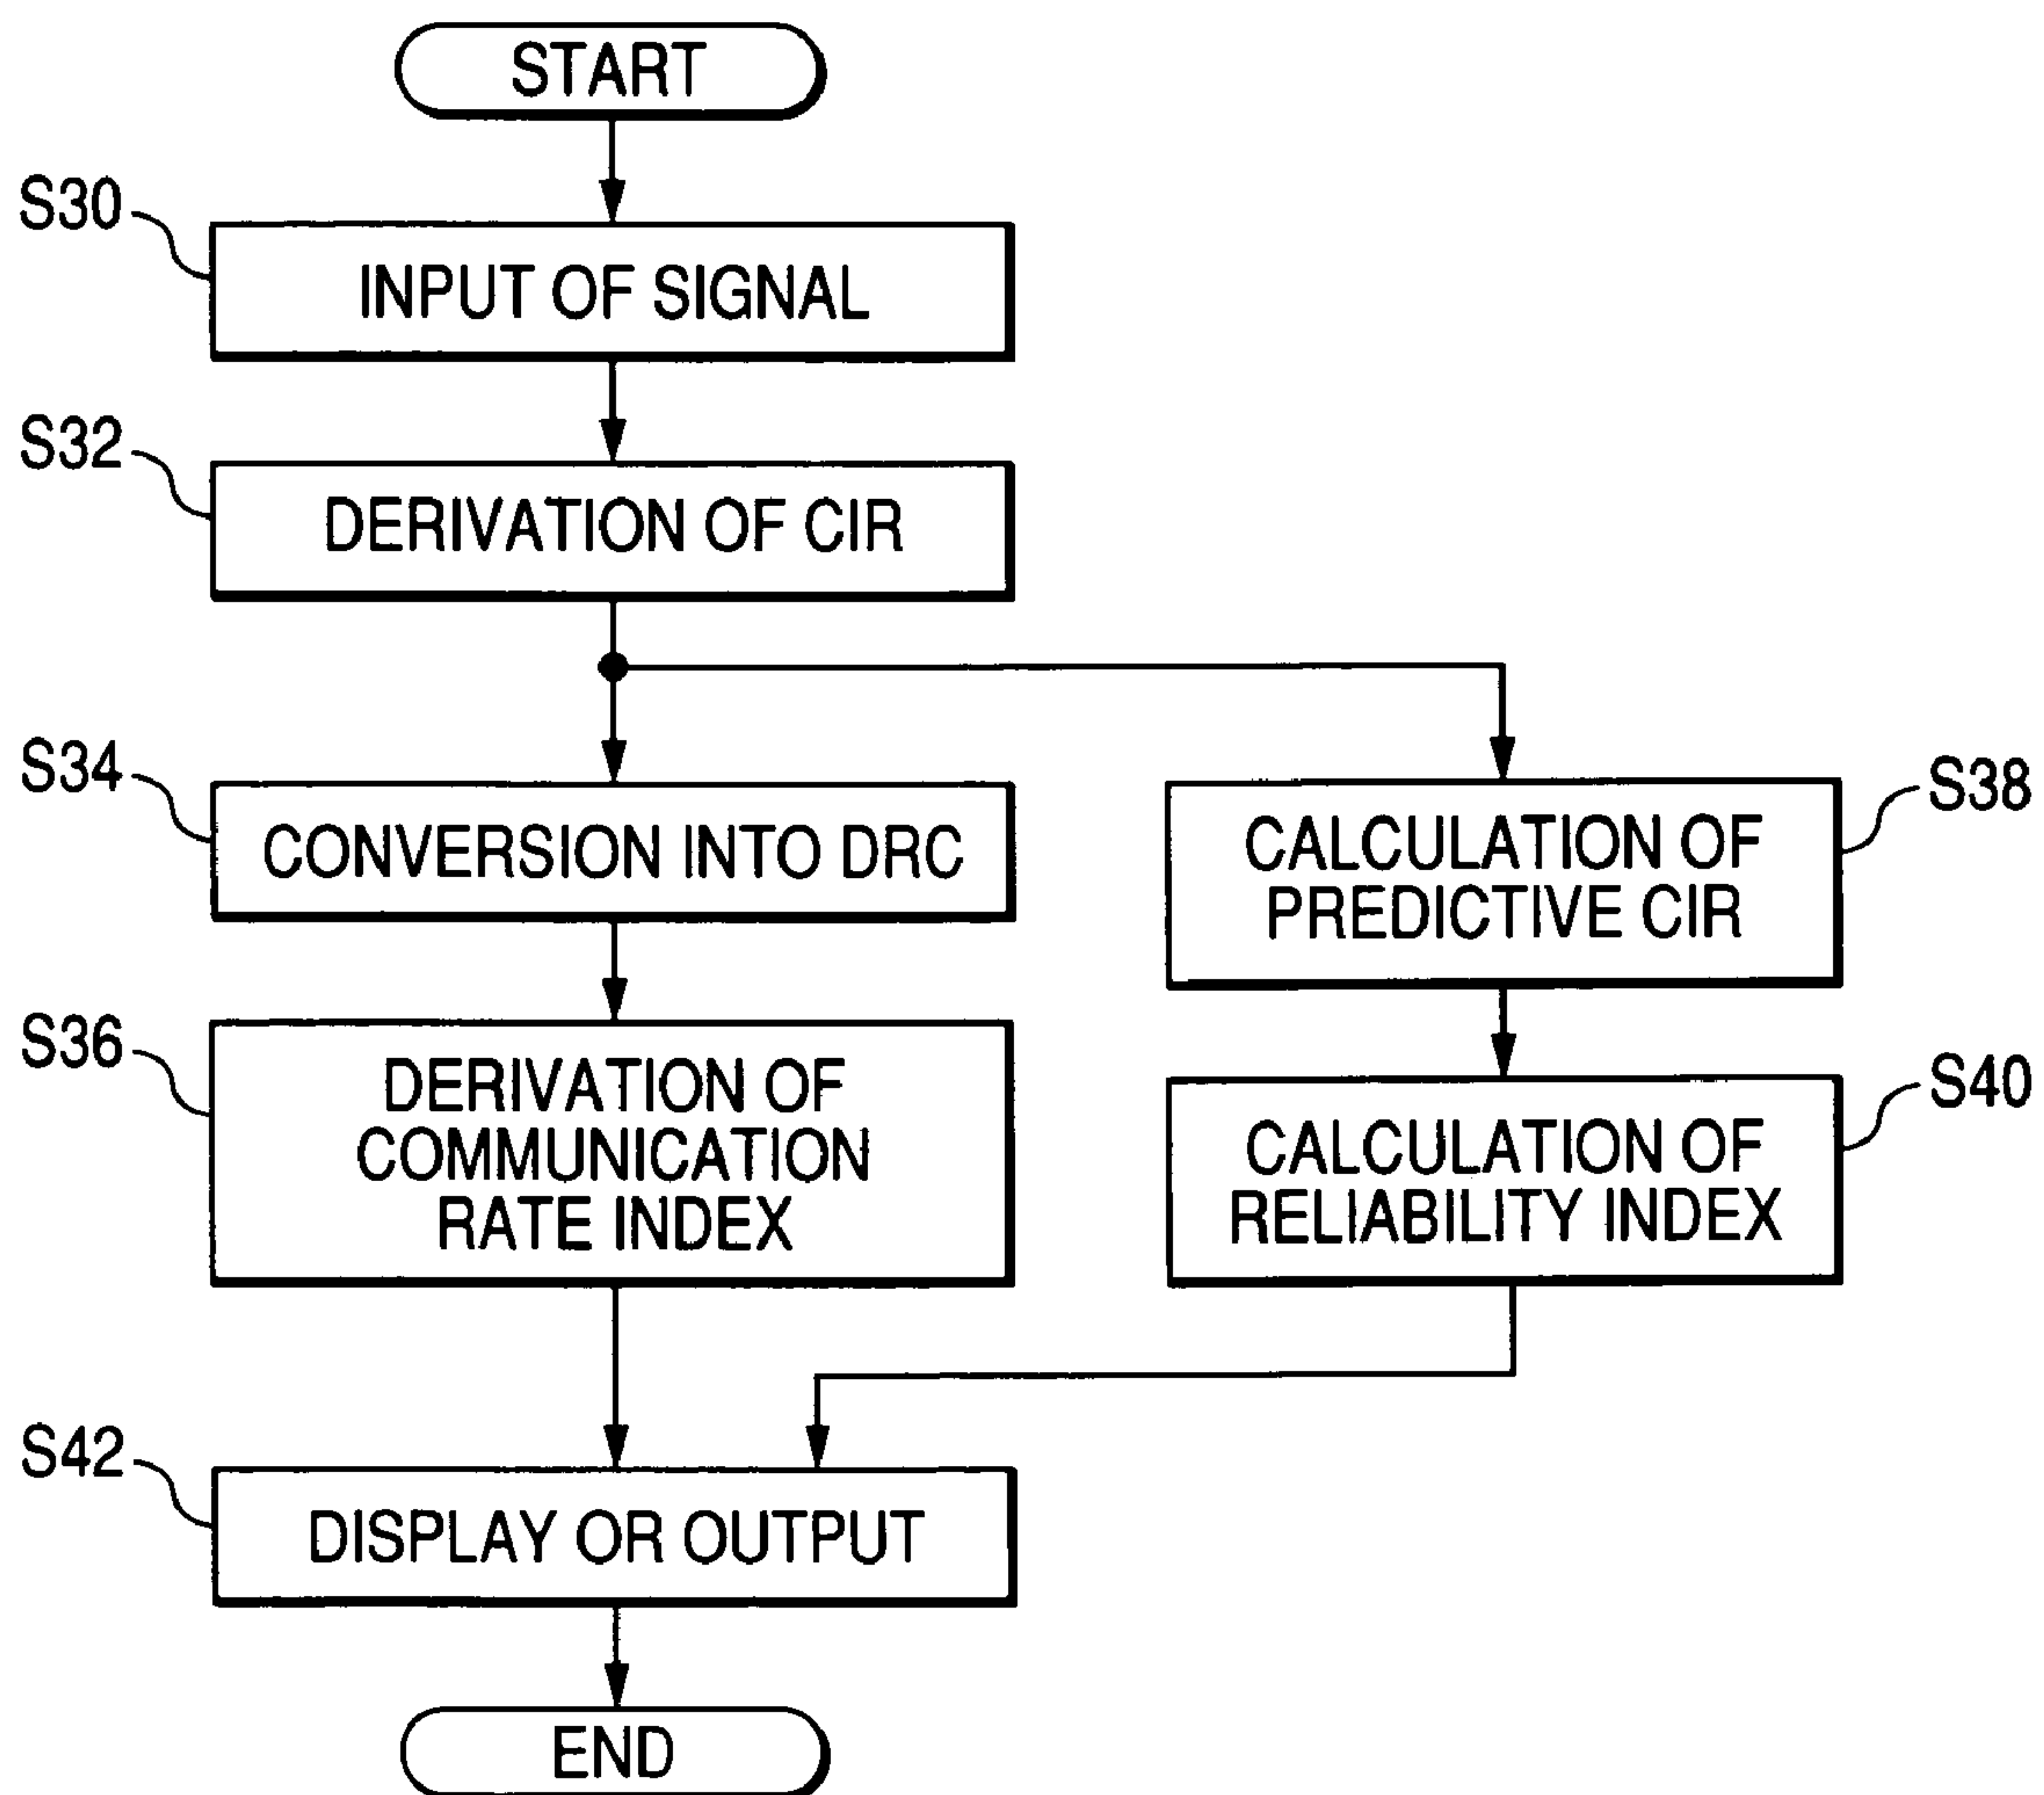 START
S30
INPUT OF SIGNAL
S32
DERIVATION OF CIR
S34
CONVERSION INTO DRC
S38
CALCULATION OF
PREDICTIVE CIR
S36
DERIVATION OF
COMMUNICATION
RATE INDEX
S40
CALCULATION OF
RELIABILITY INDEX
S42
DISPLAY OR OUTPUT
END